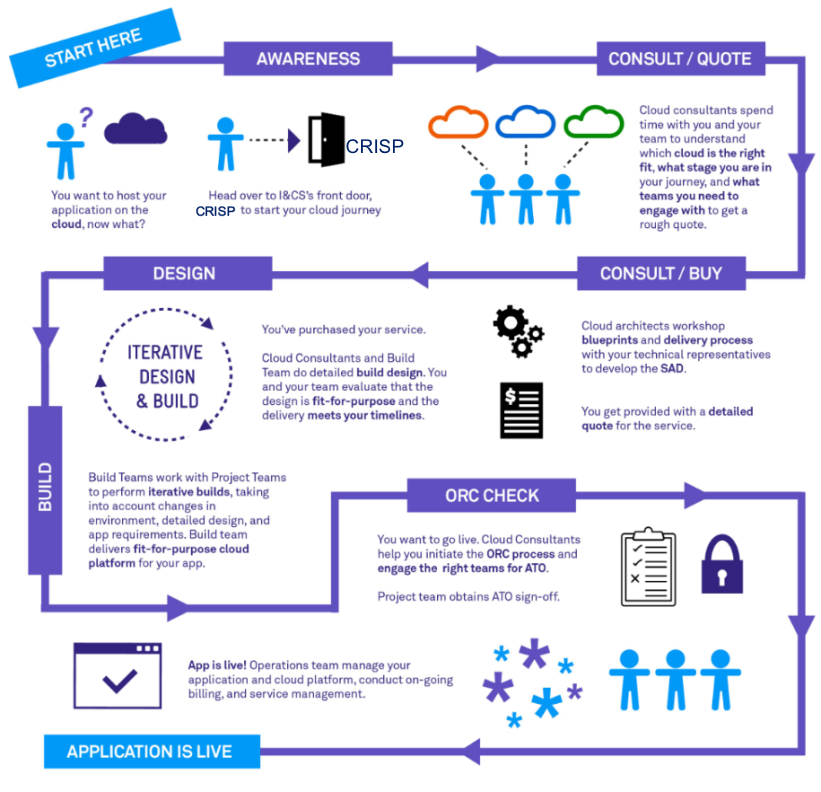 START HERE
AWARENESS
CONSULT / QUOTE
?
CRISP
You want to host your
application on the
cloud, now what?
Head over to I&CS's front door,
CRISP to start your cloud journey
Cloud consultants spend
time with you and your
team to understand
which cloud is the right
fit, what stage you are in
your journey, and what
teams you need to
engage with to get a
rough quote.
DESIGN
CONSULT / BUY
ITERATIVE
DESIGN
& BUILD
You've purchased your service.
Cloud Consultants and Build
Team do detailed build design. You
and your team evaluate that the
design is fit-for-purpose and the
delivery meets your timelines.
$
Cloud architects workshop
blueprints and delivery process
with your technical representatives
to develop the SAD.
You get provided with a detailed
quote for the service.
BUILD
Build Teams work with Project Teams
to perform iterative builds, taking
into account changes in
environment, detailed design, and
app requirements. Build team
delivers fit-for-purpose cloud
platform for your app.
ORC CHECK
You want to go live. Cloud Consultants
help you initiate the ORC process and
engage the right teams for ATO.
Project team obtains ATO sign-off.
App is live! Operations team manage your
application and cloud platform, conduct on-going
billing, and service management.
APPLICATION IS LIVE